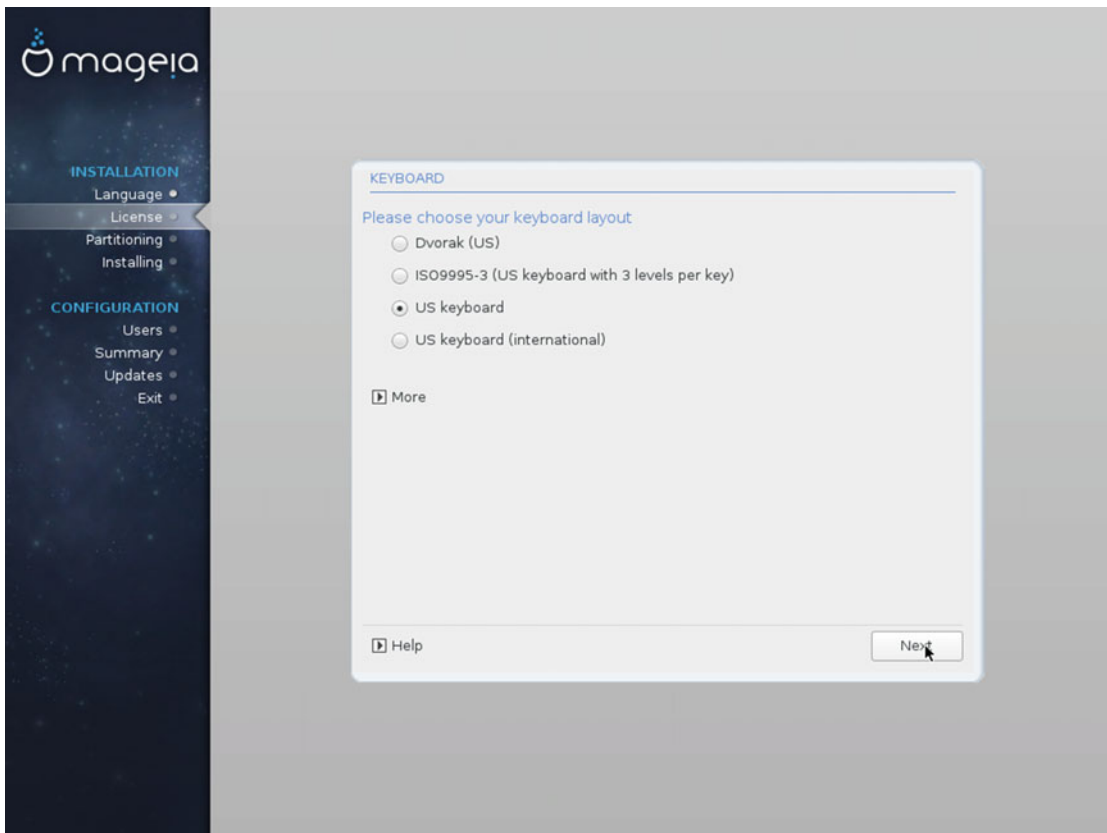 mageia
INSTALLATION
Language
License
Partitioning
Installing
CONFIGURATION
Users
Summary
Updates
Exit
KEYBOARD
Please choose your keyboard layout
Dvorak (US)
ISO9995-3 (US keyboard with 3 levels per key)
US keyboard
US keyboard (international)
More
Help
Next